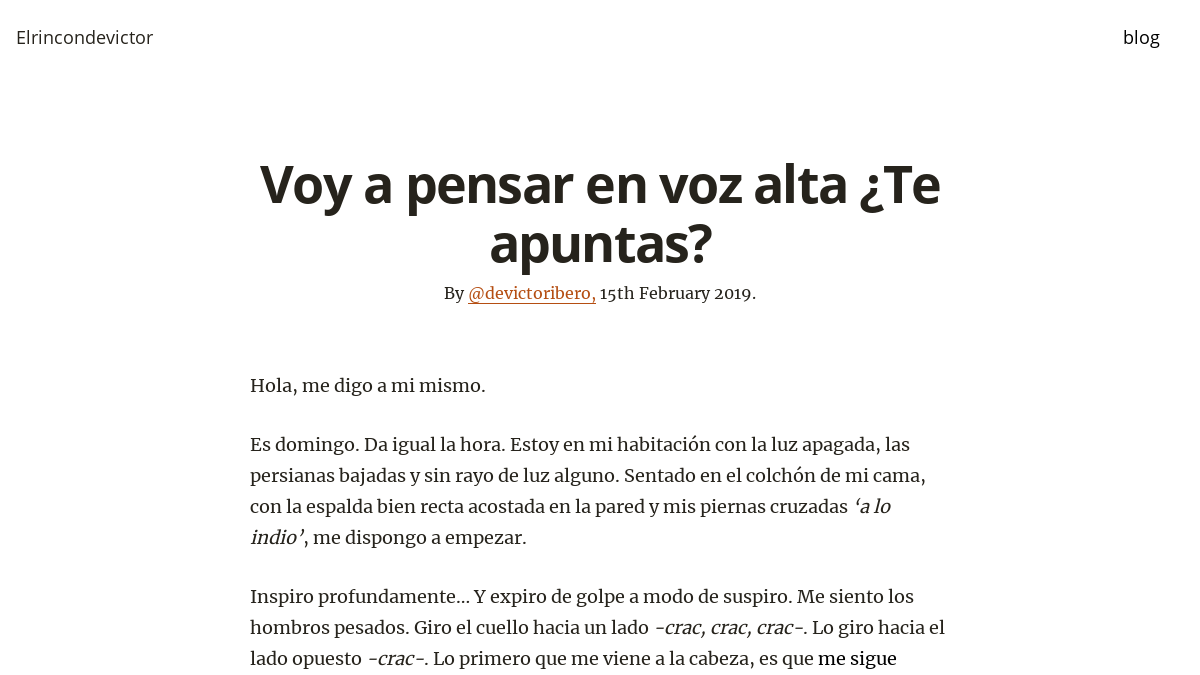 Elrincondevictor
blog
Voy a pensar en voz alta ¿Te
apuntas?
By @devictoribero, 15th February 2019.
Hola, me digo a mi mismo.
Es domingo. Da igual la hora. Estoy en mi habitación con la luz apagada, las
persianas bajadas y sin rayo de luz alguno. Sentado en el colchón de mi cama,
con la espalda bien recta acostada en la pared y mis piernas cruzadas ‘a lo
indio’, me dispongo a empezar.
Inspiro profundamente… Y expiro de golpe a modo de suspiro. Me siento los
hombros pesados. Giro el cuello hacia un lado -crac, crac, crac-. Lo giro hacia el
lado opuesto -crac-. Lo primero que me viene a la cabeza, es que me sigue